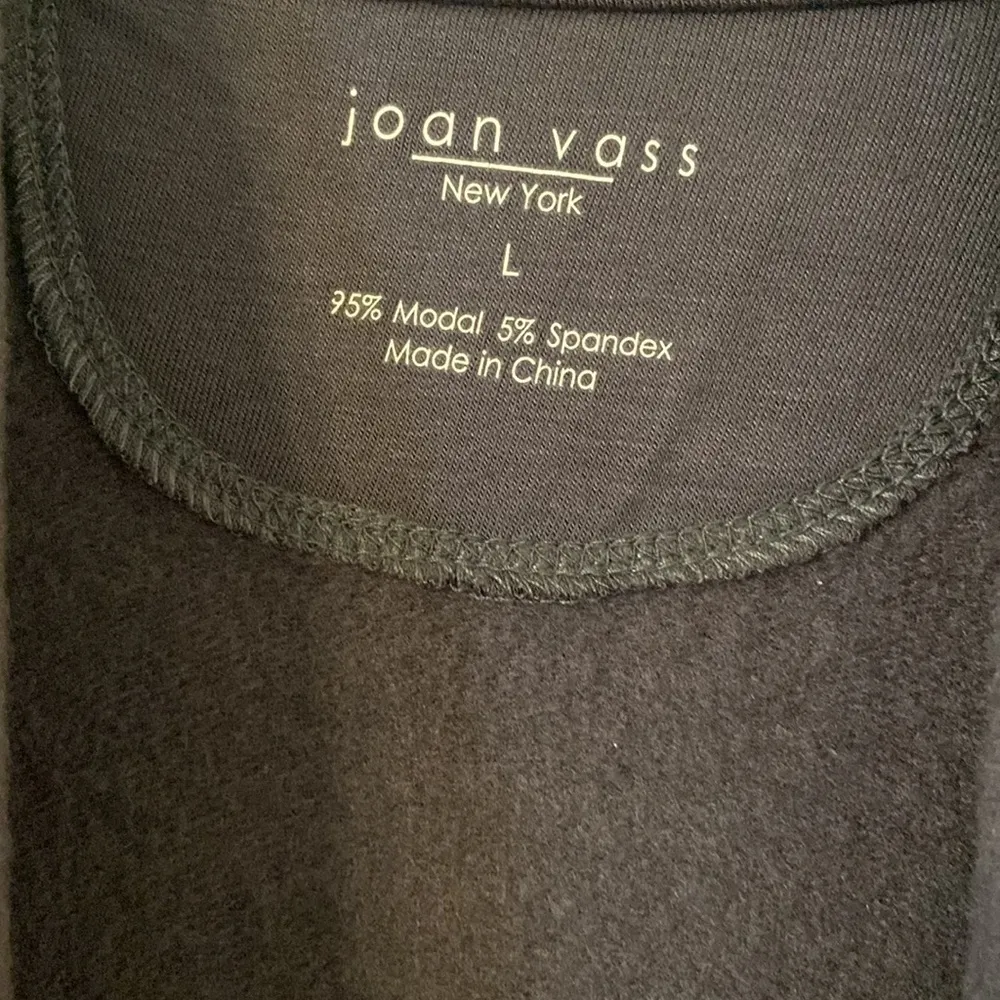 joan vass
New York
L
95% Modal 5% Spandex
Made in China